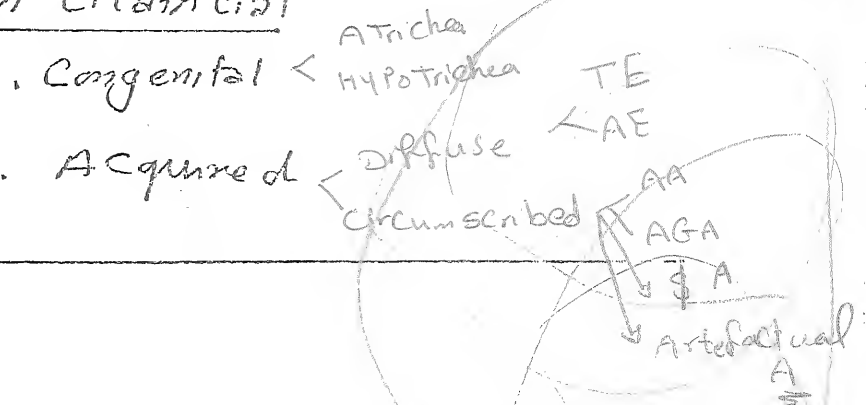 . Congenital < Atrichea
Hypotrichea
. Acquired < Diffuse < TE
AE
Circumscribed < AA
AGA
$ A
Artefactual
A